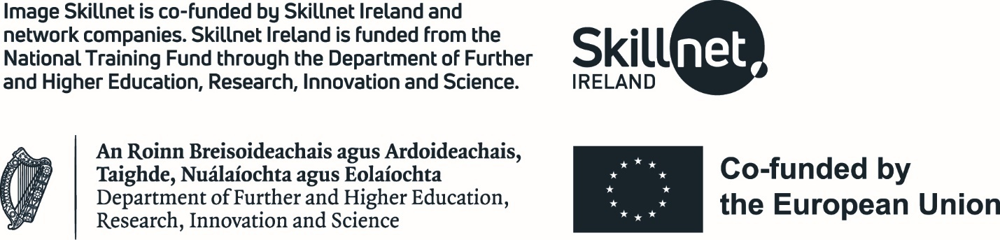 Image Skillnet is co-funded by Skillnet Ireland and
network companies. Skillnet Ireland is funded from the
National Training Fund through the Department of Further
and Higher Education, Research, Innovation and Science.
Skillnet
IRELAND
An Roinn Breisoideachais agus Ardoideachais,
Taighde, Nuálaíochta agus Eolaíochta
Department of Further and Higher Education,
Research, Innovation and Science
Co-funded by
the European Union